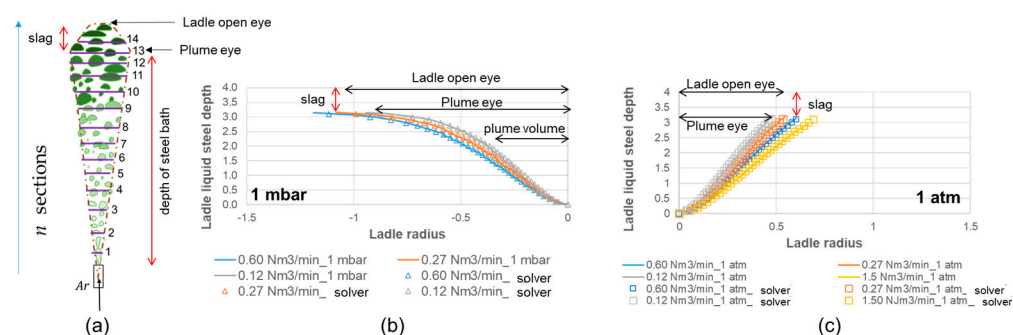 Ladle open eye
slag
Plume eye
14
13
12
11
10
9
8
7
6
5
4
3
2
1
n sections
depth of steel bath
Ar
(a)
Ladle open eye
slag
Plume eye
plume volume
Ladle liquid steel depth
4.0
3.5
3.0
2.5
2.0
1.5
1.0
0.5
0.0
1 mbar
-1.5
-1
-0.5
0
Ladle radius
0.60 Nm3/min_1 mbar
0.27 Nm3/min_1 mbar
0.12 Nm3/min_1 mbar
0.60 Nm3/min_ solver
0.27 Nm3/min_ solver
0.12 Nm3/min_ solver
(b)
Ladle open eye
slag
Plume eye
Ladle liquid steel depth
4
3.5
3
2.5
2
1.5
1
0.5
0
1 atm
0
0.5
1
1.5
Ladle radius
0.60 Nm3/min_1 atm
0.27 Nm3/min_1 atm
0.12 Nm3/min_1 atm
1.5 Nm3/min_1 atm
0.60 Nm3/min_1 atm_ solver
0.27 Nm3/min_1 atm_ solver
0.12 Nm3/min_1 atm_ solver
1.50 NJm3/min_1 atm_ solver
(c)